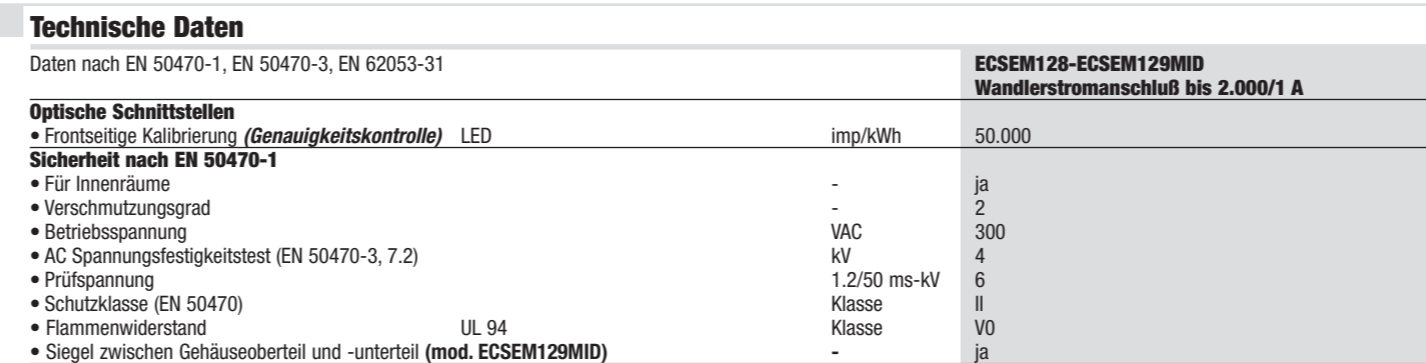 Technische Daten
Daten nach EN 50470-1, EN 50470-3, EN 62053-31 ECSEM128-ECSEM129MID
Wandlerstromanschluß bis 2.000/1 A
Optische Schnittstellen
• Frontseitige Kalibrierung (Genauigkeitskontrolle) LED imp/kWh 50.000
Sicherheit nach EN 50470-1
• Für Innenräume - ja
• Verschmutzungsgrad - 2
• Betriebsspannung VAC 300
• AC Spannungsfestigkeitstest (EN 50470-3, 7.2) kV 4
• Prüfspannung 1.2/50 ms-kV 6
• Schutzklasse (EN 50470) Klasse II
• Flammenwiderstand UL 94 Klasse V0
• Siegel zwischen Gehäuseoberteil und -unterteil (mod. ECSEM129MID) - ja